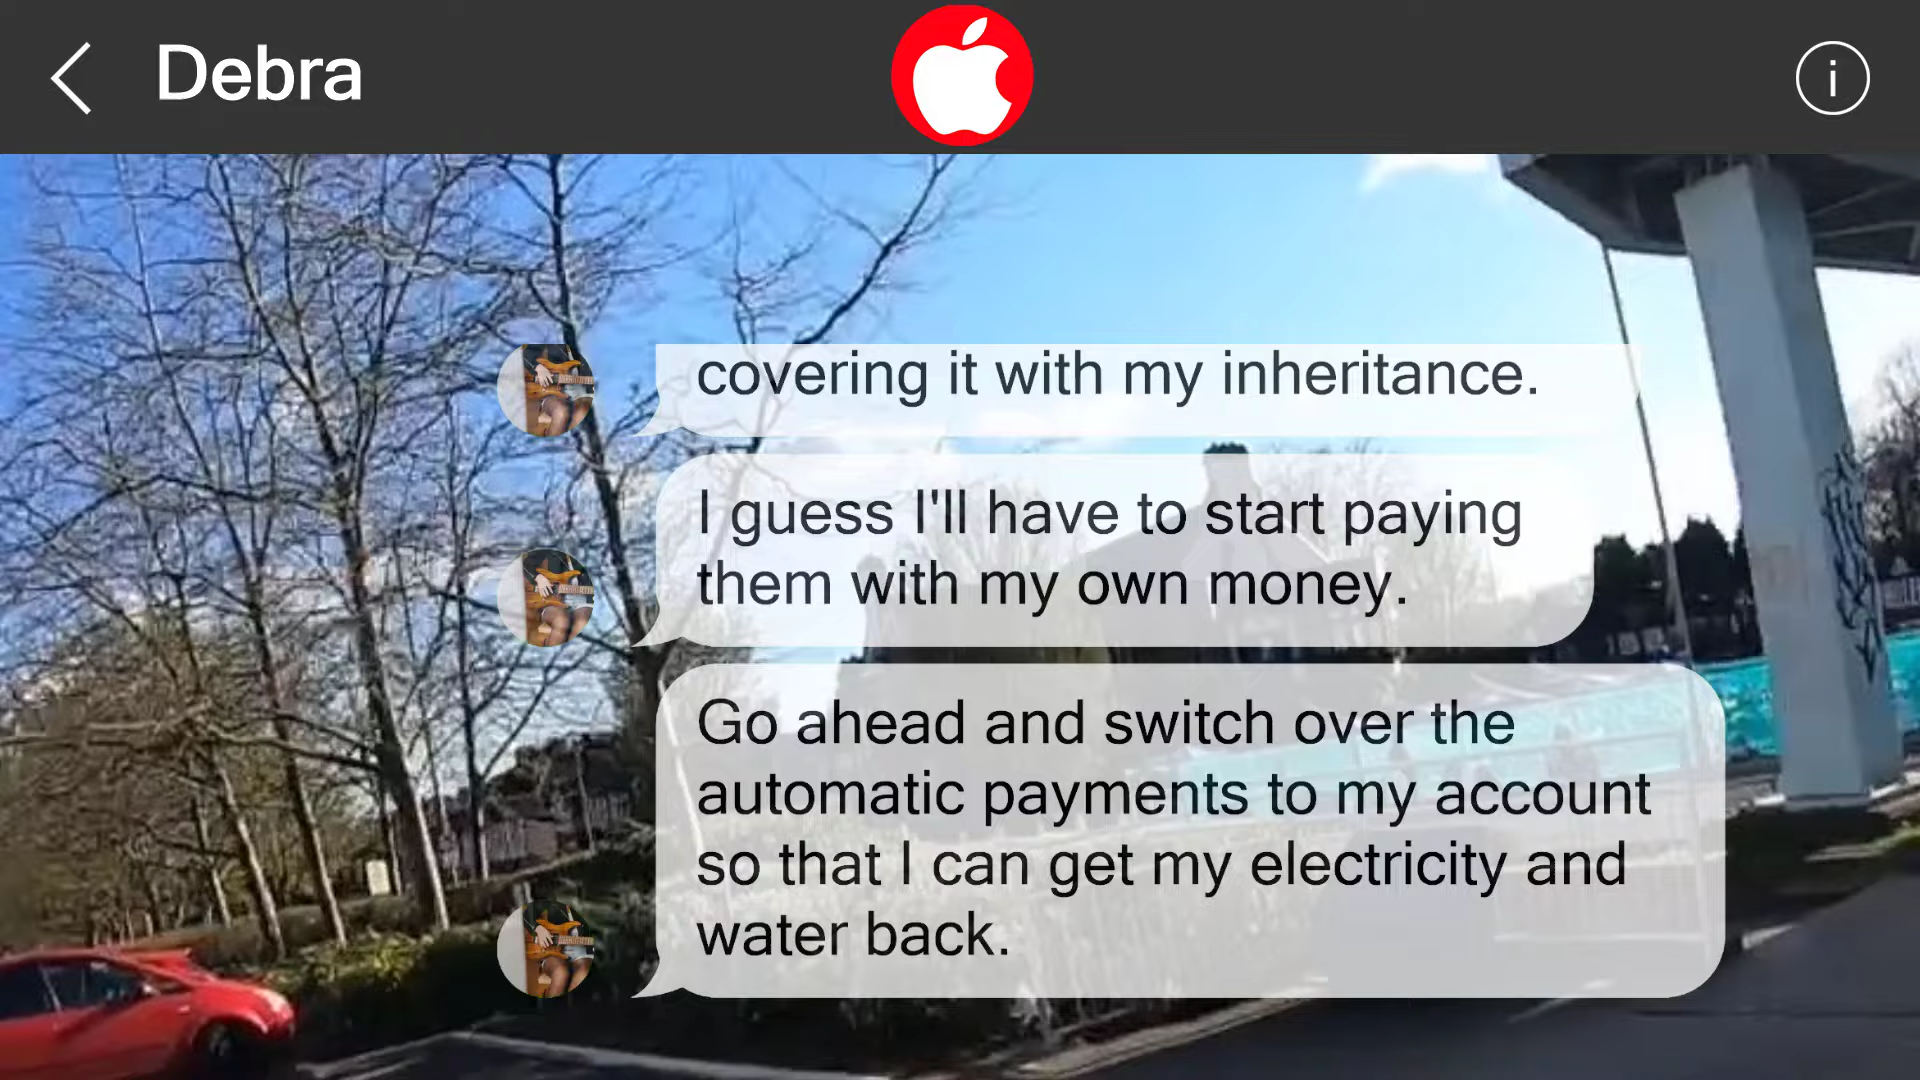 Debra
i
covering it with my inheritance.
I guess I'll have to start paying
them with my own money.
Go ahead and switch over the
automatic payments to my account
so that I can get my electricity and
water back.